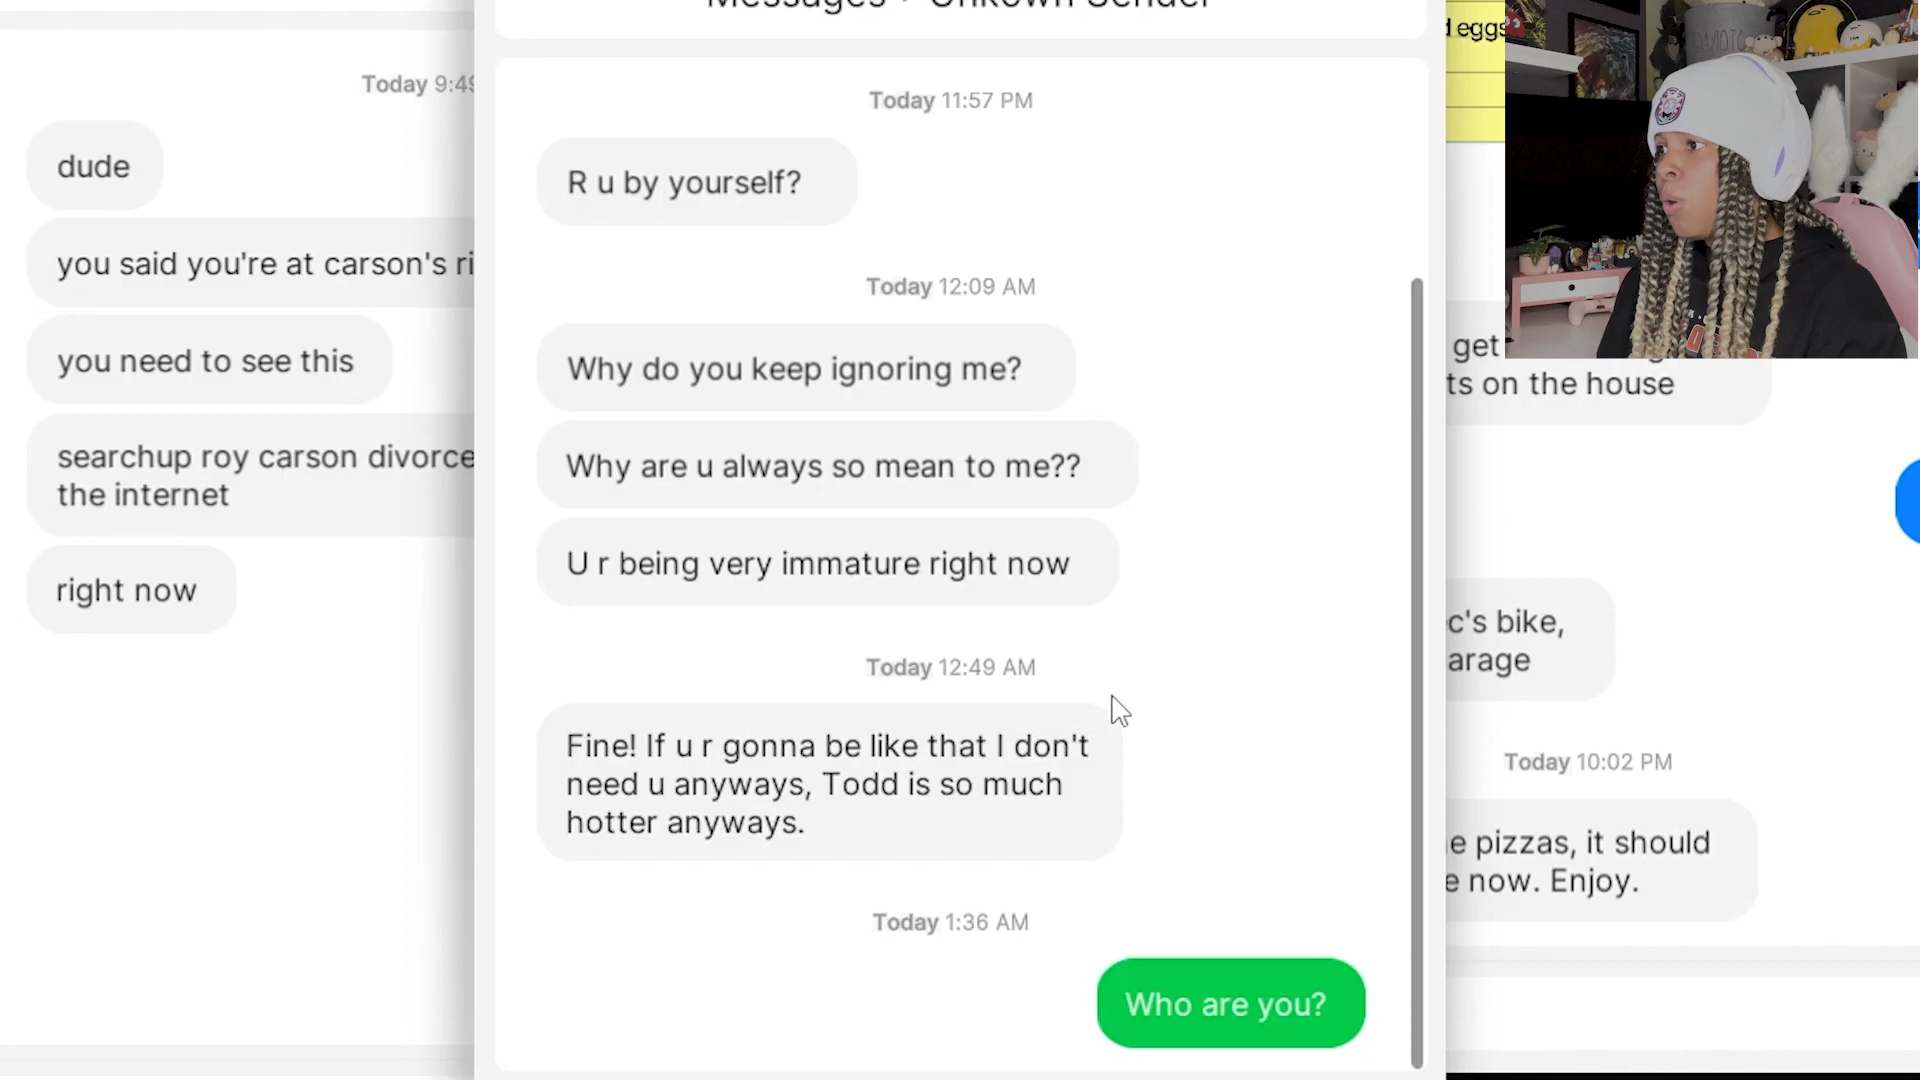 Messages > Unkown Sender
Today 9:49
dude
you said you're at carson's ri
you need to see this
searchup roy carson divorce
the internet
right now
Today 11:57 PM
R u by yourself?
Today 12:09 AM
Why do you keep ignoring me?
Why are u always so mean to me??
U r being very immature right now
Today 12:49 AM
Fine! If u r gonna be like that I don't
need u anyways, Todd is so much
hotter anyways.
Today 1:36 AM
Who are you?
d eggs
get
ts on the house
c's bike,
arage
Today 10:02 PM
e pizzas, it should
e now. Enjoy.